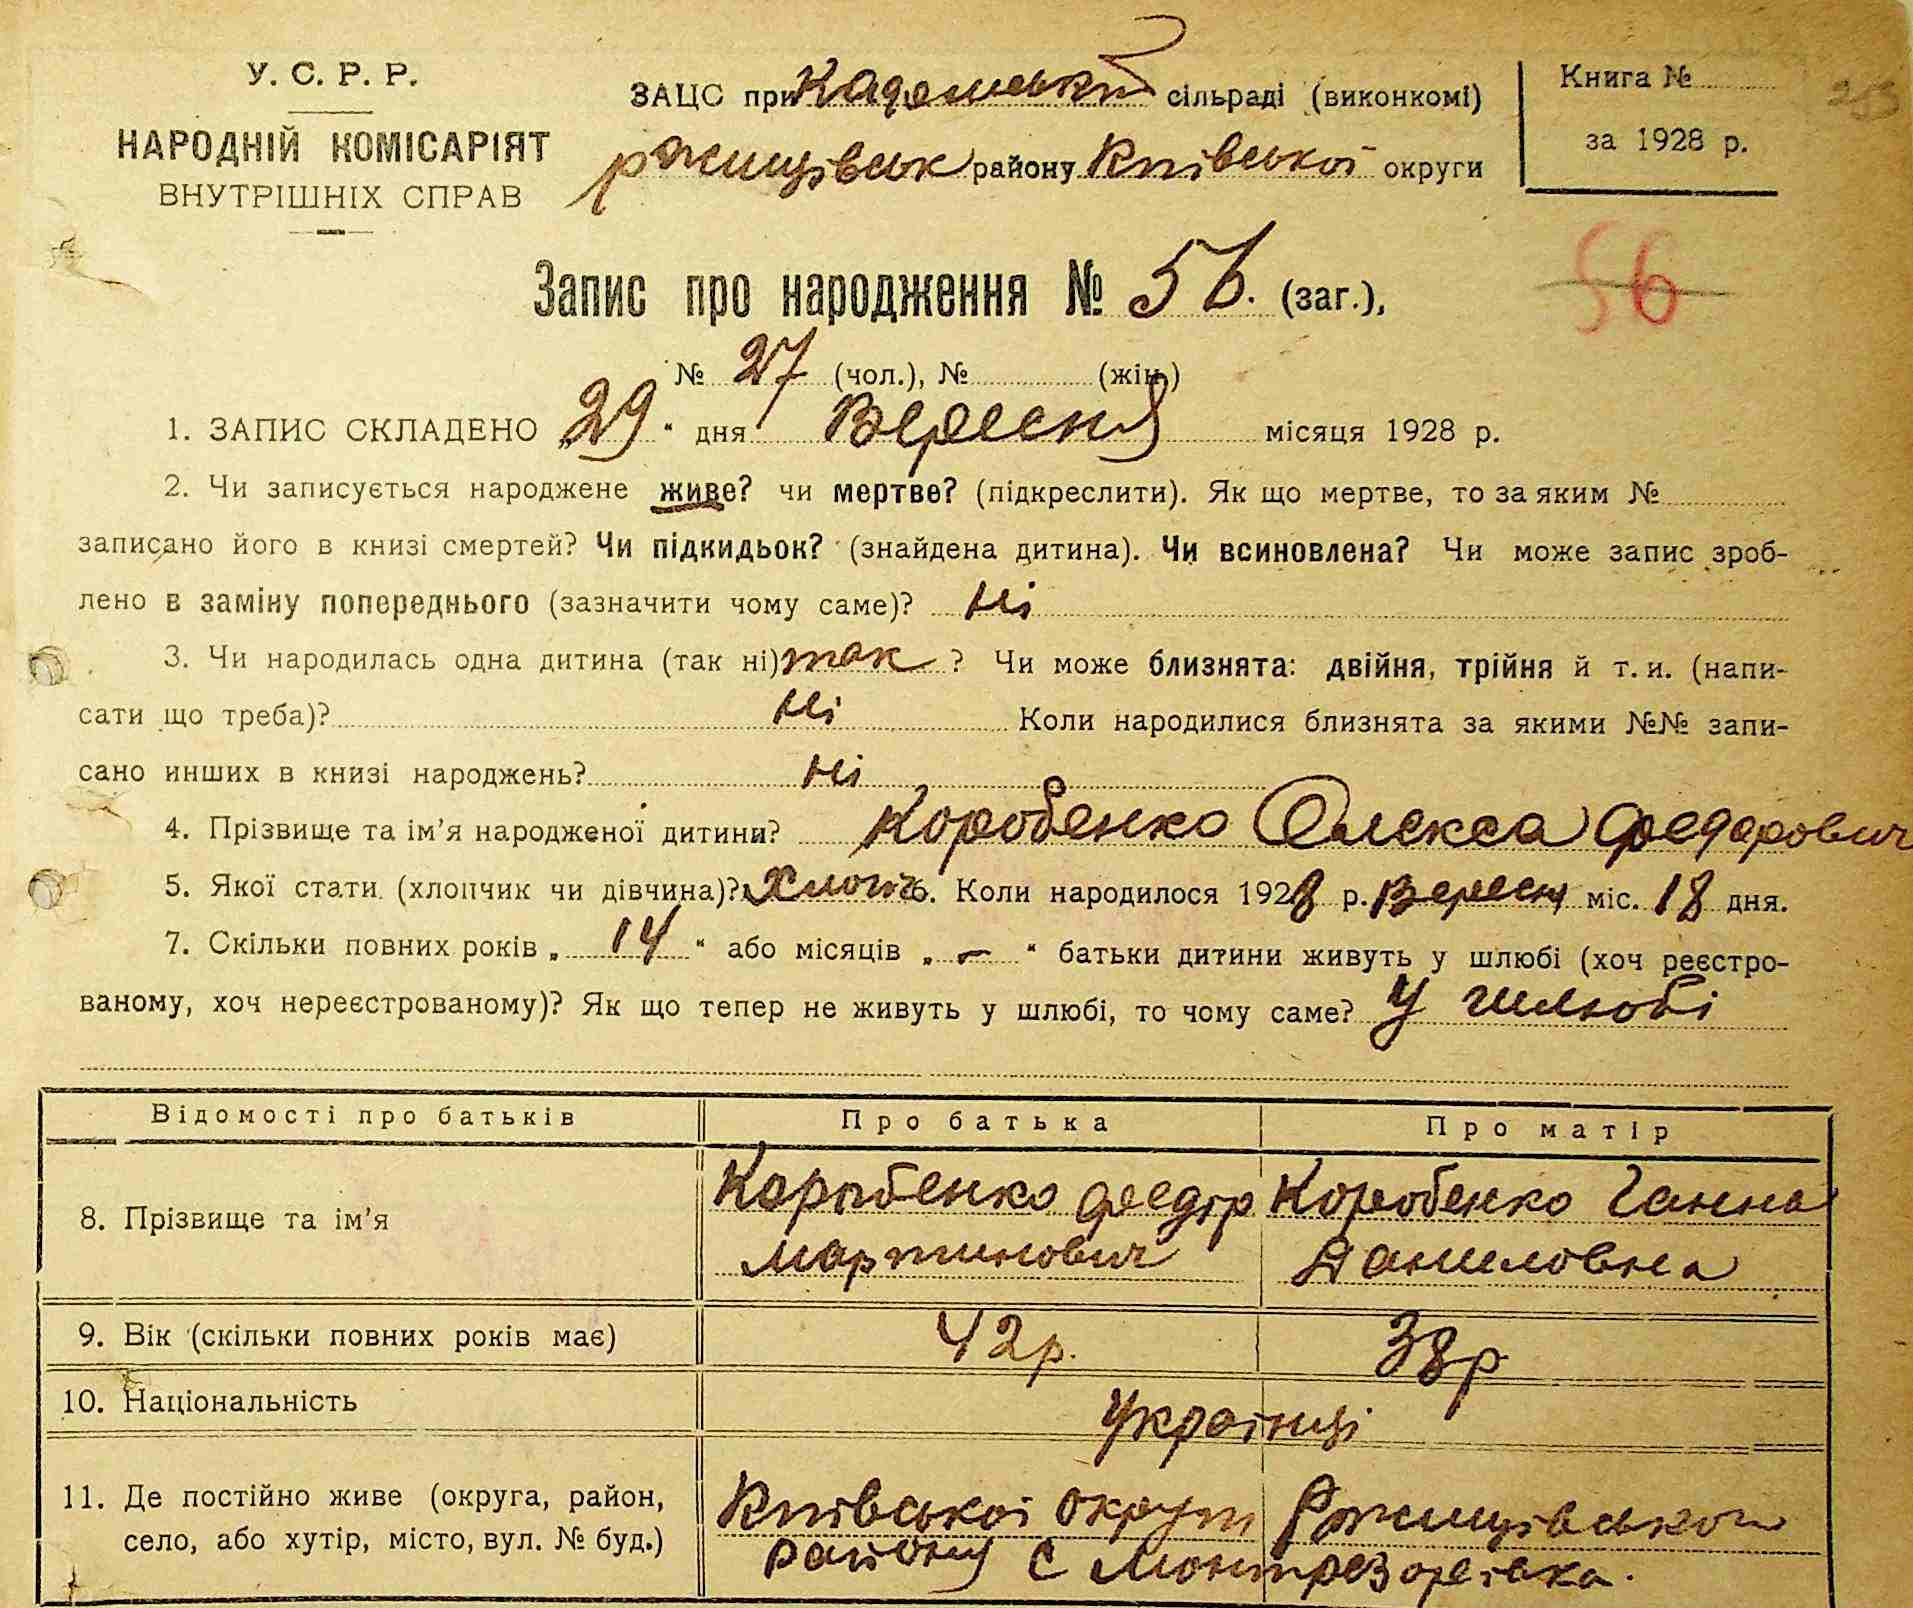 У. С. Р. Р.
НАРОДНІЙ КОМІСАРІЯТ
ВНУТРІШНІХ СПРАВ
ЗАЦС при Кадомський сільраді (виконкомі)
ржищівськ району Київської округи
Книга №
за 1928 р.
Запис про народження № 56. (заг.),
56
№ 27 (чол.), № (жін.)
1. ЗАПИС СКЛАДЕНО „29“ дня Вересня місяця 1928 р.
2. Чи записується народжене живе? чи мертве? (підкреслити). Як що мертве, то за яким №
записано його в книзі смертей? Чи підкидьок? (знайдена дитина). Чи всиновлена? Чи може запис зроб-
лено в заміну попереднього (зазначити чому саме)? Ні
3. Чи народилась одна дитина (так ні) так ? Чи може близнята: двійня, трійня й т. и. (напи-
сати що треба)? Ні Коли народилися близнята за якими №№ запи-
сано инших в книзі народжень? Ні
4. Прізвище та ім’я народженої дитини? Коробенко Олекса Федарович
5. Якої стати (хлопчик чи дівчина)? Хлопчь. Коли народилося 1928 р. Вересня міс. 18 дня.
7. Скільки повних років „ 14 “ або місяців „ – “ батьки дитини живуть у шлюбі (хоч реєстро-
ваному, хоч нереєстрованому)? Як що тепер не живуть у шлюбі, то чому саме? У шлюбі
Відомості про батьків Про батька Про матір
8. Прізвище та ім’я Коробенко Федір Коробенко Ганна
Мартинович Даниловна
9. Вік (скільки повних років має) 42р. 38р
10. Національність Українці
11. Де постійно живе (округа, район, Київської округи Ржищівського
село, або хутір, місто, вул. № буд.) району с Монтрезорівка.